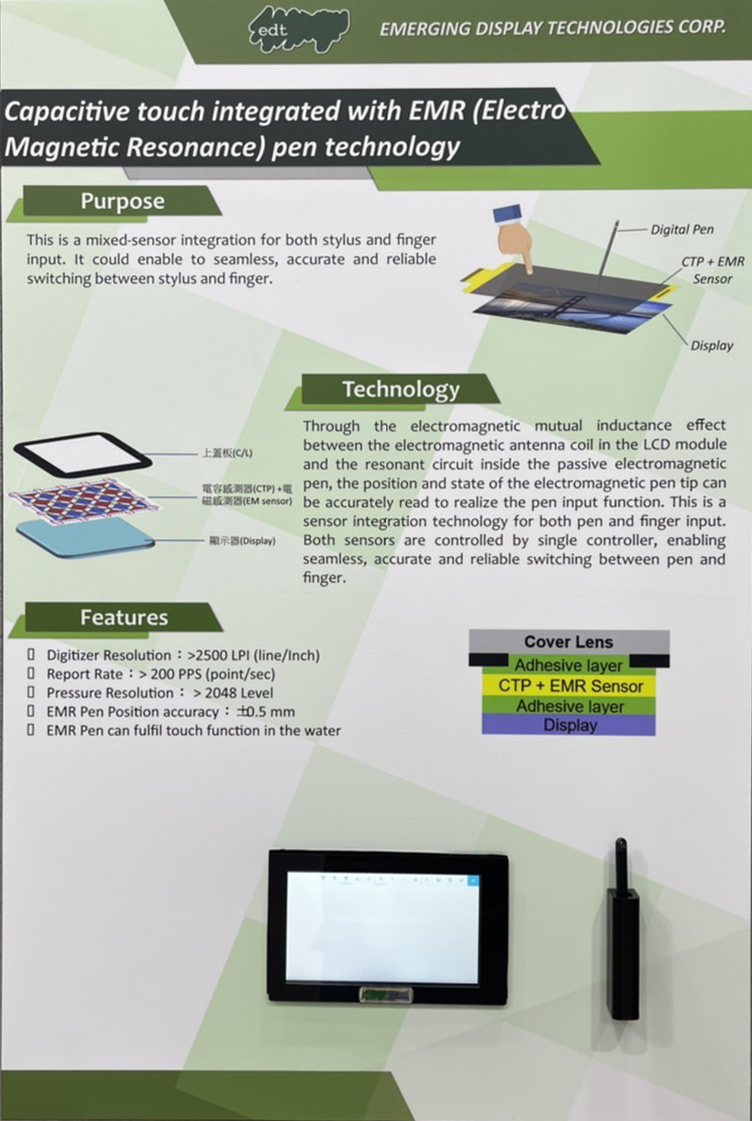 edt
EMERGING DISPLAY TECHNOLOGIES CORP.
Capacitive touch integrated with EMR (Electro
Magnetic Resonance) pen technology
Purpose
This is a mixed-sensor integration for both stylus and finger
input. It could enable to seamless, accurate and reliable
switching between stylus and finger.
Digital Pen
CTP + EMR
Sensor
Display
Technology
Through the electromagnetic mutual inductance effect
between the electromagnetic antenna coil in the LCD module
and the resonant circuit inside the passive electromagnetic
pen, the position and state of the electromagnetic pen tip can
be accurately read to realize the pen input function. This is a
sensor integration technology for both pen and finger input.
Both sensors are controlled by single controller, enabling
seamless, accurate and reliable switching between pen and
finger.
上蓋板(C/L)
電容感測器(CTP)+電
磁感測器(EM sensor)
顯示器(Display)
Features
Digitizer Resolution：>2500 LPI (line/Inch)
Report Rate：> 200 PPS (point/sec)
Pressure Resolution： > 2048 Level
EMR Pen Position accuracy： ±0.5 mm
EMR Pen can fulfil touch function in the water
Cover Lens
Adhesive layer
CTP + EMR Sensor
Adhesive layer
Display